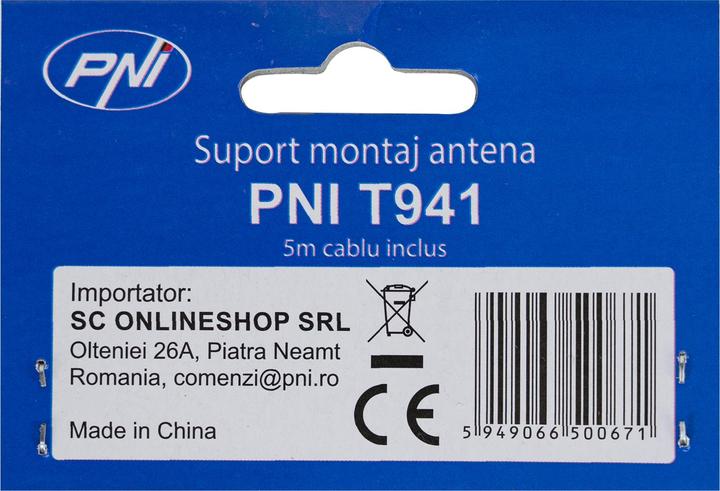 PNI
Suport montaj antena
PNI T941
5m cablu inclus
Importator:
SC ONLINESHOP SRL
Olteniei 26A, Piatra Neamt
Romania, comenzi@pni.ro
Made in China
CE
5 949066 500671